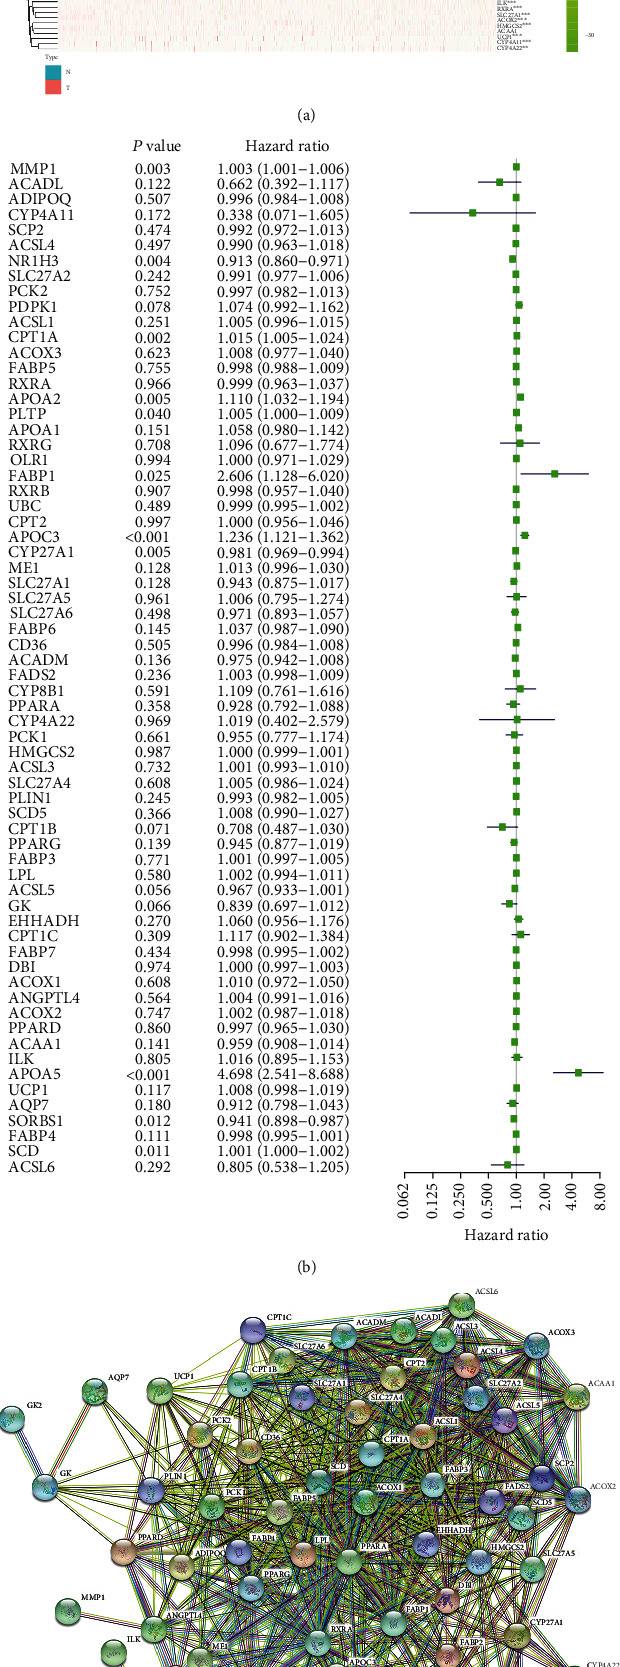 ILK***
RXRA***
SLC27A1***
ACOX2***
HMGCS2***
ACAA1
UCP1***
CYP4A11***
CYP4A22**
−50
Type
N
T
(a)
P value Hazard ratio
MMP1 0.003 1.003 (1.001−1.006)
ACADL 0.122 0.662 (0.392−1.117)
ADIPOQ 0.507 0.996 (0.984−1.008)
CYP4A11 0.172 0.338 (0.071−1.605)
SCP2 0.474 0.992 (0.972−1.013)
ACSL4 0.497 0.990 (0.963−1.018)
NR1H3 0.004 0.913 (0.860−0.971)
SLC27A2 0.242 0.991 (0.977−1.006)
PCK2 0.752 0.997 (0.982−1.013)
PDPK1 0.078 1.074 (0.992−1.162)
ACSL1 0.251 1.005 (0.996−1.015)
CPT1A 0.002 1.015 (1.005−1.024)
ACOX3 0.623 1.008 (0.977−1.040)
FABP5 0.755 0.998 (0.988−1.009)
RXRA 0.966 0.999 (0.963−1.037)
APOA2 0.005 1.110 (1.032−1.194)
PLTP 0.040 1.005 (1.000−1.009)
APOA1 0.151 1.058 (0.980−1.142)
RXRG 0.708 1.096 (0.677−1.774)
OLR1 0.994 1.000 (0.971−1.029)
FABP1 0.025 2.606 (1.128−6.020)
RXRB 0.907 0.998 (0.957−1.040)
UBC 0.489 0.999 (0.995−1.002)
CPT2 0.997 1.000 (0.956−1.046)
APOC3 <0.001 1.236 (1.121−1.362)
CYP27A1 0.005 0.981 (0.969−0.994)
ME1 0.128 1.013 (0.996−1.030)
SLC27A1 0.128 0.943 (0.875−1.017)
SLC27A5 0.961 1.006 (0.795−1.274)
SLC27A6 0.498 0.971 (0.893−1.057)
FABP6 0.145 1.037 (0.987−1.090)
CD36 0.505 0.996 (0.984−1.008)
ACADM 0.136 0.975 (0.942−1.008)
FADS2 0.236 1.003 (0.998−1.009)
CYP8B1 0.591 1.109 (0.761−1.616)
PPARA 0.358 0.928 (0.792−1.088)
CYP4A22 0.969 1.019 (0.402−2.579)
PCK1 0.661 0.955 (0.777−1.174)
HMGCS2 0.987 1.000 (0.999−1.001)
ACSL3 0.732 1.001 (0.993−1.010)
SLC27A4 0.608 1.005 (0.986−1.024)
PLIN1 0.245 0.993 (0.982−1.005)
SCD5 0.366 1.008 (0.990−1.027)
CPT1B 0.071 0.708 (0.487−1.030)
PPARG 0.139 0.945 (0.877−1.019)
FABP3 0.771 1.001 (0.997−1.005)
LPL 0.580 1.002 (0.994−1.011)
ACSL5 0.056 0.967 (0.933−1.001)
GK 0.066 0.839 (0.697−1.012)
EHHADH 0.270 1.060 (0.956−1.176)
CPT1C 0.309 1.117 (0.902−1.384)
FABP7 0.434 0.998 (0.995−1.002)
DBI 0.974 1.000 (0.997−1.003)
ACOX1 0.608 1.010 (0.972−1.050)
ANGPTL4 0.564 1.004 (0.991−1.016)
ACOX2 0.747 1.002 (0.987−1.018)
PPARD 0.860 0.997 (0.965−1.030)
ACAA1 0.141 0.959 (0.908−1.014)
ILK 0.805 1.016 (0.895−1.153)
APOA5 <0.001 4.698 (2.541−8.688)
UCP1 0.117 1.008 (0.998−1.019)
AQP7 0.180 0.912 (0.798−1.043)
SORBS1 0.012 0.941 (0.898−0.987)
FABP4 0.111 0.998 (0.995−1.001)
SCD 0.011 1.001 (1.000−1.002)
ACSL6 0.292 0.805 (0.538−1.205)
0.062 0.125 0.250 0.500 1.00 2.00 4.00 8.00
Hazard ratio
(b)
ACSL6
CPT1C
ACADM
ACADL
ACSL3
ACOX3
SLC27A6
ACSL4
CPT1B
CPT2
UCP1
AQP7
SLC27A1
SLC27A2
ACAA1
SLC27A4
GK2
ACSL5
PCK2
ACSL1
CD36
CPT1A
SCD
FABP3
SCP2
GK
PLIN1
ACOX1
FADS2
ACOX2
PCK1
FABP5
SCD5
EHHADH
PPARD
FABP4
LPL
ADIPOQ
PPARA
HMGCS2
SLC27A5
PPARG
DBI
MMP1
FABP1
ANGPTL4
CYP27A1
RXRA
ILK
ME1
FABP2
APOC3
CYP4A22